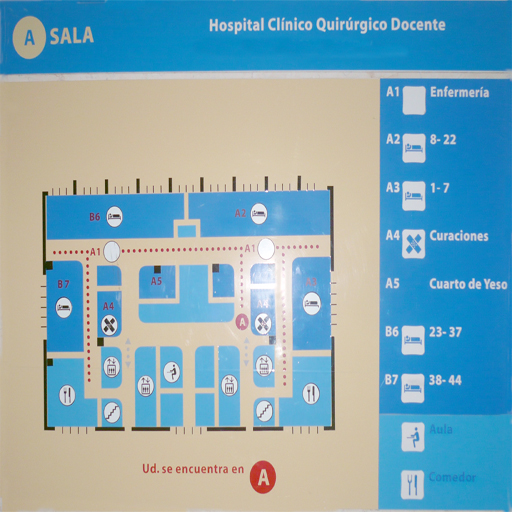 A SALA
Hospital Clínico Quirúrgico Docente
A1 Enfermería
A2 8- 22
A3 1- 7
A4 Curaciones
A5 Cuarto de Yeso
B6 23- 37
B7 38- 44
Aula
Comedor
B6
A2
A1
A1
B7
A5
A4
A
Ud. se encuentra en A